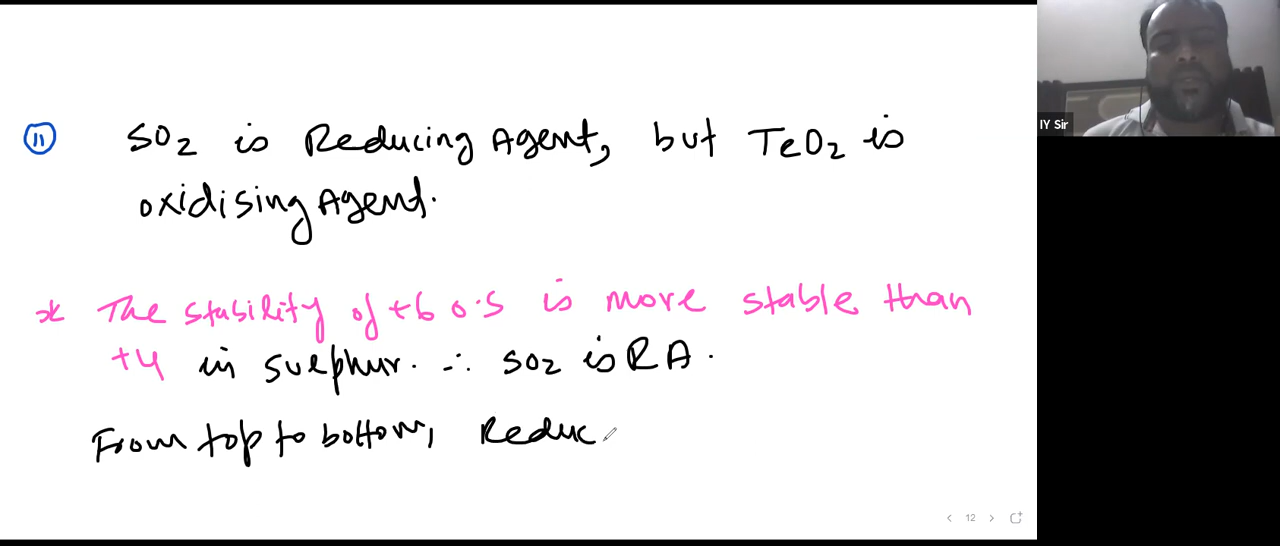 11 SO2 is Reducing Agent, but TeO2 is
oxidising Agent.
* The stability of +6 o.s is more stable than
+4 in sulphur. ∴ SO2 is RA.
From top to bottom, Reduc
IY Sir
< 12 >